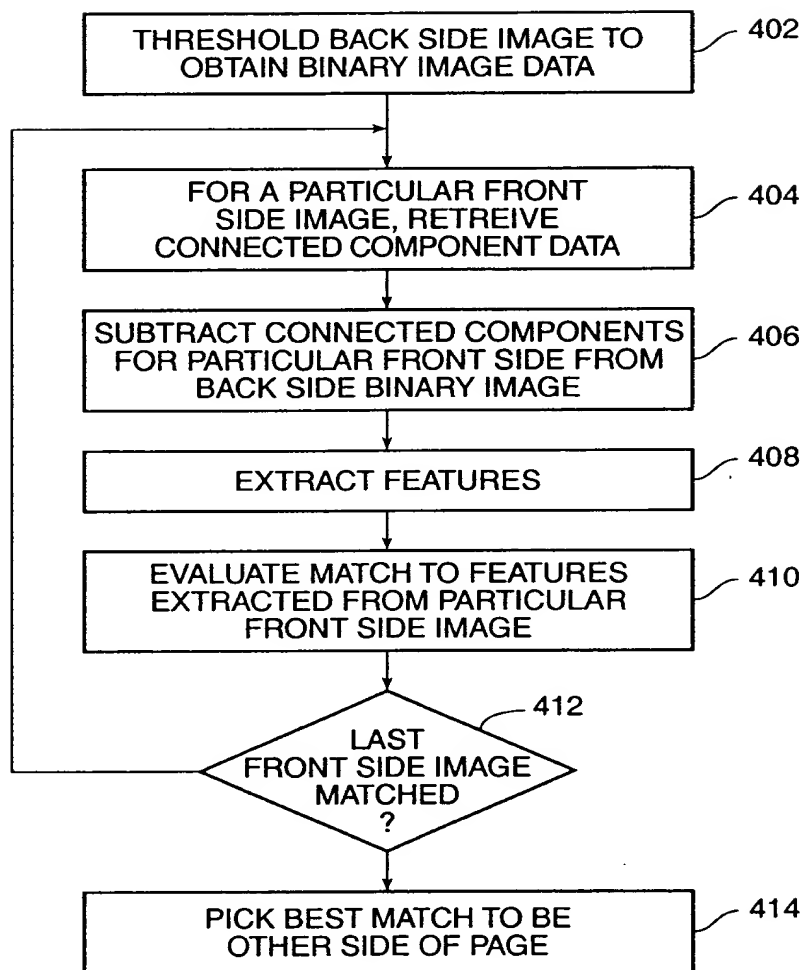 THRESHOLD BACK SIDE IMAGE TO
OBTAIN BINARY IMAGE DATA
402
FOR A PARTICULAR FRONT
SIDE IMAGE, RETREIVE
CONNECTED COMPONENT DATA
404
SUBTRACT CONNECTED COMPONENTS
FOR PARTICULAR FRONT SIDE FROM
BACK SIDE BINARY IMAGE
406
EXTRACT FEATURES
408
EVALUATE MATCH TO FEATURES
EXTRACTED FROM PARTICULAR
FRONT SIDE IMAGE
410
LAST
FRONT SIDE IMAGE
MATCHED
?
412
PICK BEST MATCH TO BE
OTHER SIDE OF PAGE
414